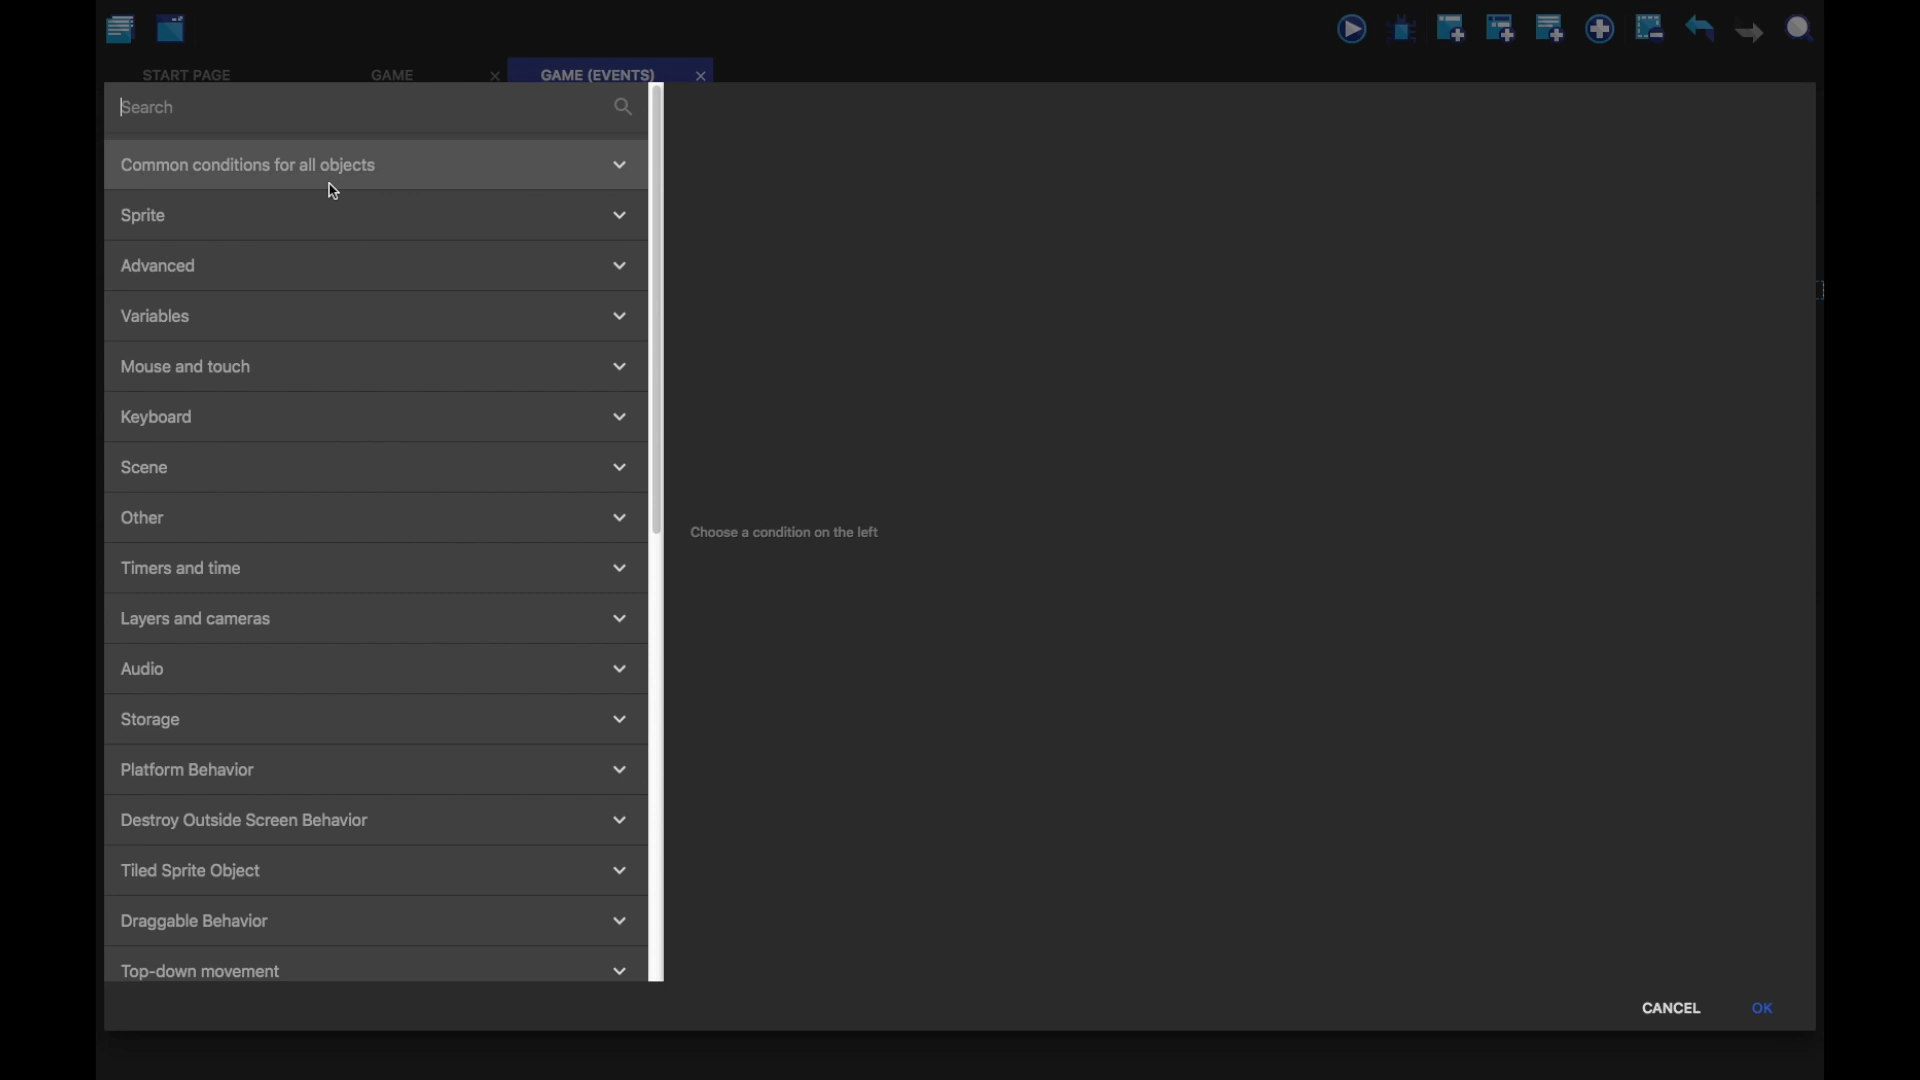 START PAGE
GAME
GAME (EVENTS)
Search
Common conditions for all objects
Sprite
Advanced
Variables
Mouse and touch
Keyboard
Scene
Other
Timers and time
Layers and cameras
Audio
Storage
Platform Behavior
Destroy Outside Screen Behavior
Tiled Sprite Object
Draggable Behavior
Top-down movement
Choose a condition on the left
CANCEL
OK